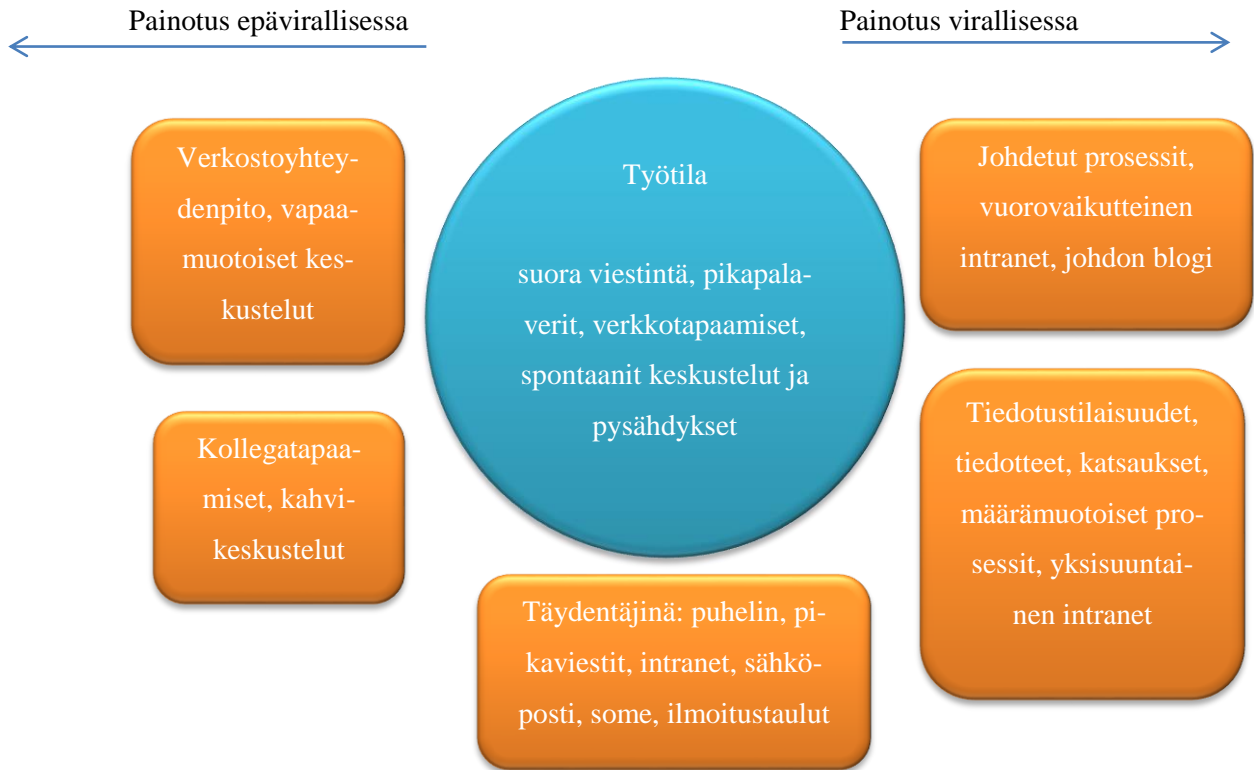 Painotus epävirallisessa
Painotus virallisessa
Verkostoyhtey-
denpito, vapaa-
muotoiset kes-
kustelut
Kollegatapaa-
miset, kahvi-
keskustelut
Työtila
suora viestintä, pikapala-
verit, verkkotapaamiset,
spontaanit keskustelut ja
pysähdykset
Täydentäjinä: puhelin, pi-
kaviestit, intranet, sähkö-
posti, some, ilmoitustaulut
Johdetut prosessit,
vuorovaikutteinen
intranet, johdon blogi
Tiedotustilaisuudet,
tiedotteet, katsaukset,
määrämuotoiset pro-
sessit, yksisuuntai-
nen intranet